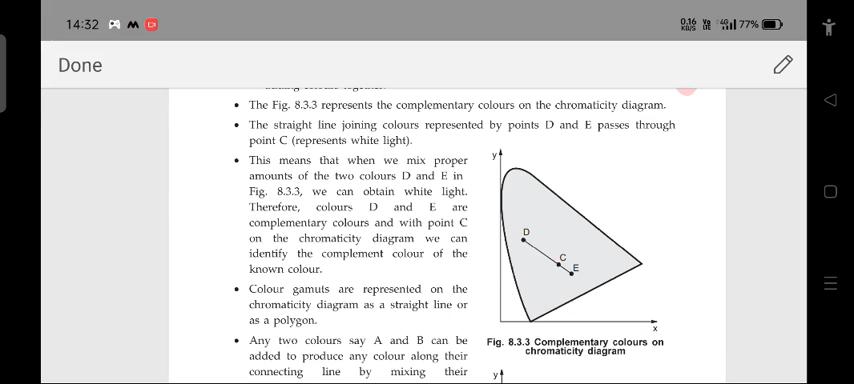 14:32
0.16 KB/S Vo LTE 4G 77%
Done
• The Fig. 8.3.3 represents the complementary colours on the chromaticity diagram.
• The straight line joining colours represented by points D and E passes through
point C (represents white light).
• This means that when we mix proper
amounts of the two colours D and E in
Fig. 8.3.3, we can obtain white light.
Therefore, colours D and E are
complementary colours and with point C
on the chromaticity diagram we can
identify the complement colour of the
known colour.
• Colour gamuts are represented on the
chromaticity diagram as a straight line or
as a polygon.
• Any two colours say A and B can be
added to produce any colour along their
connecting line by mixing their
y
D
C
E
x
Fig. 8.3.3 Complementary colours on
chromaticity diagram
y